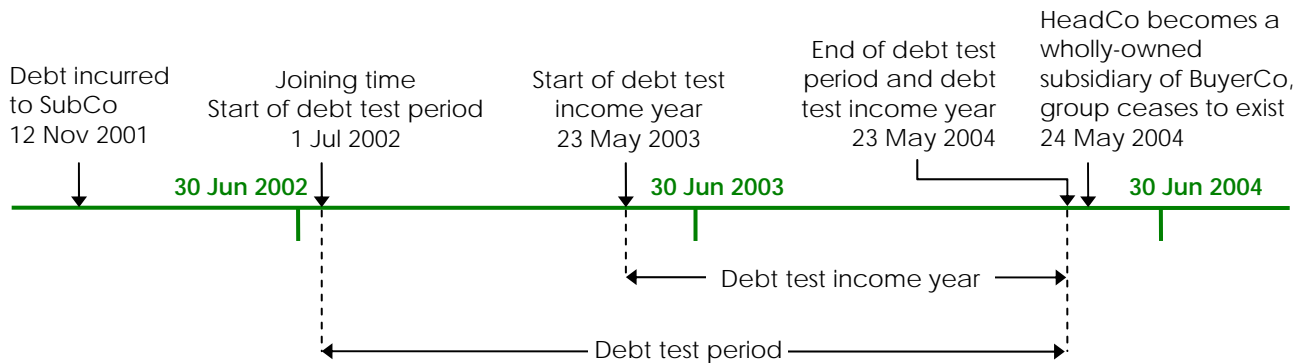 Debt incurred
to SubCo
12 Nov 2001
Joining time
Start of debt test period
1 Jul 2002
Start of debt test
income year
23 May 2003
End of debt test
period and debt
test income year
23 May 2004
HeadCo becomes a
wholly-owned
subsidiary of BuyerCo,
group ceases to exist
24 May 2004
30 Jun 2002
30 Jun 2003
30 Jun 2004
Debt test income year
Debt test period